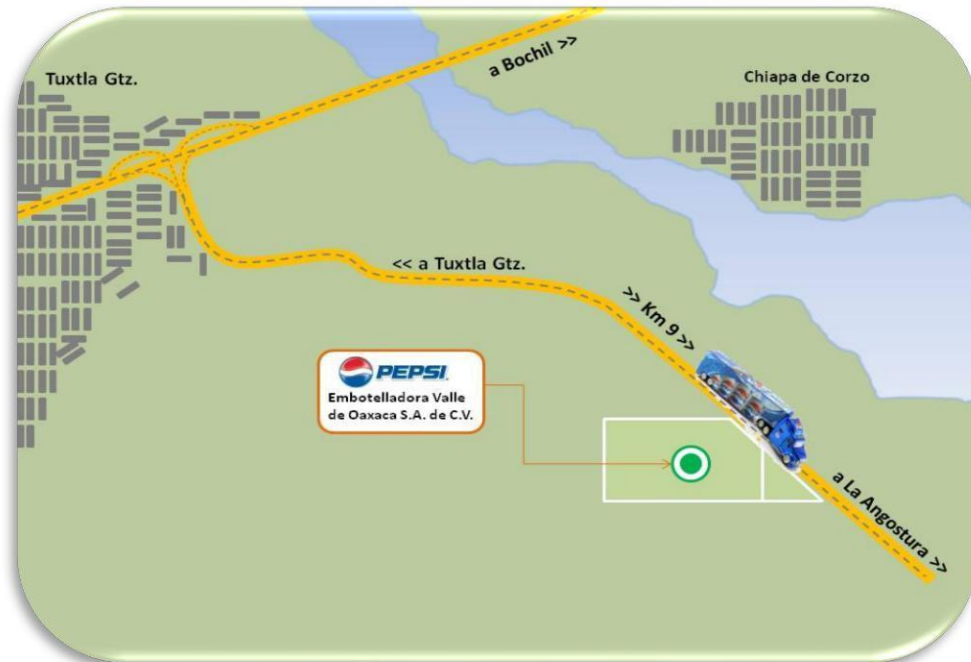 a Bochil >>
Tuxtla Gtz.
Chiapa de Corzo
<< a Tuxtla Gtz.
>> Km 9 >>
PEPSI.
Embotelladora Valle
de Oaxaca S.A. de C.V.
a La Angostura >>